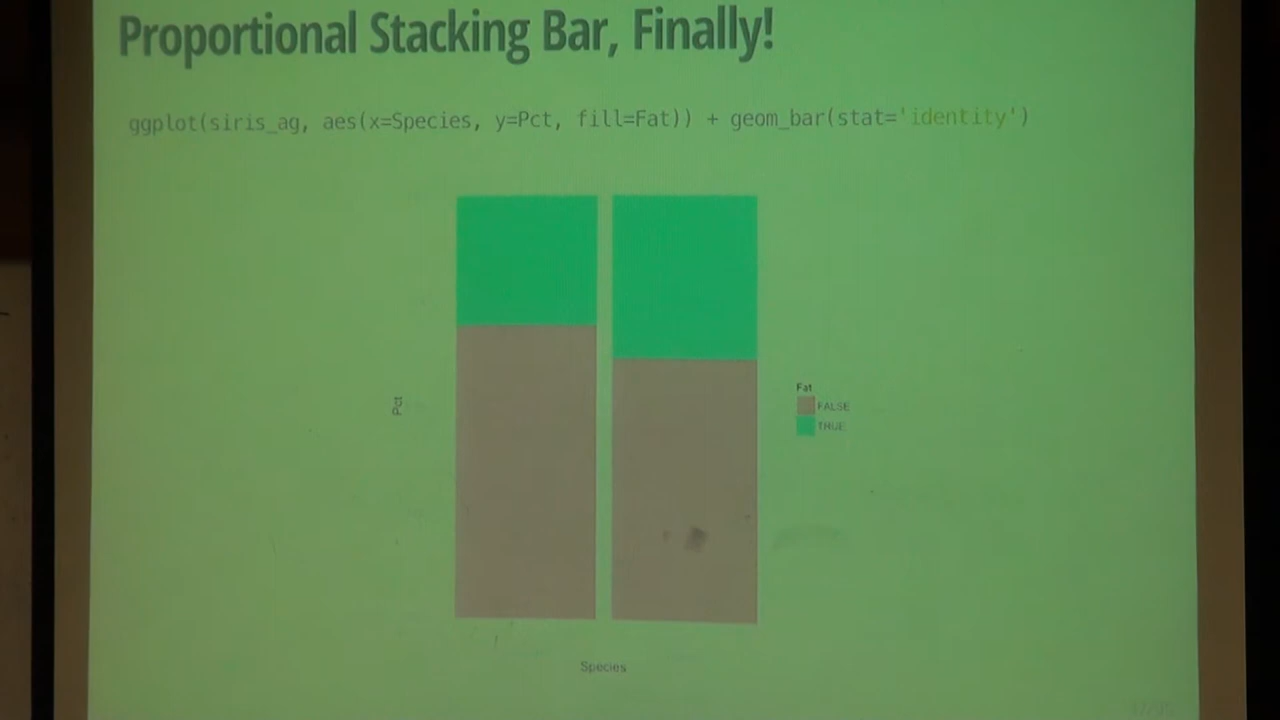 Proportional Stacking Bar, Finally!
ggplot(siris_ag, aes(x=Species, y=Pct, fill=Fat)) + geom_bar(stat='identity')
Pct
Fat
FALSE
TRUE
Species